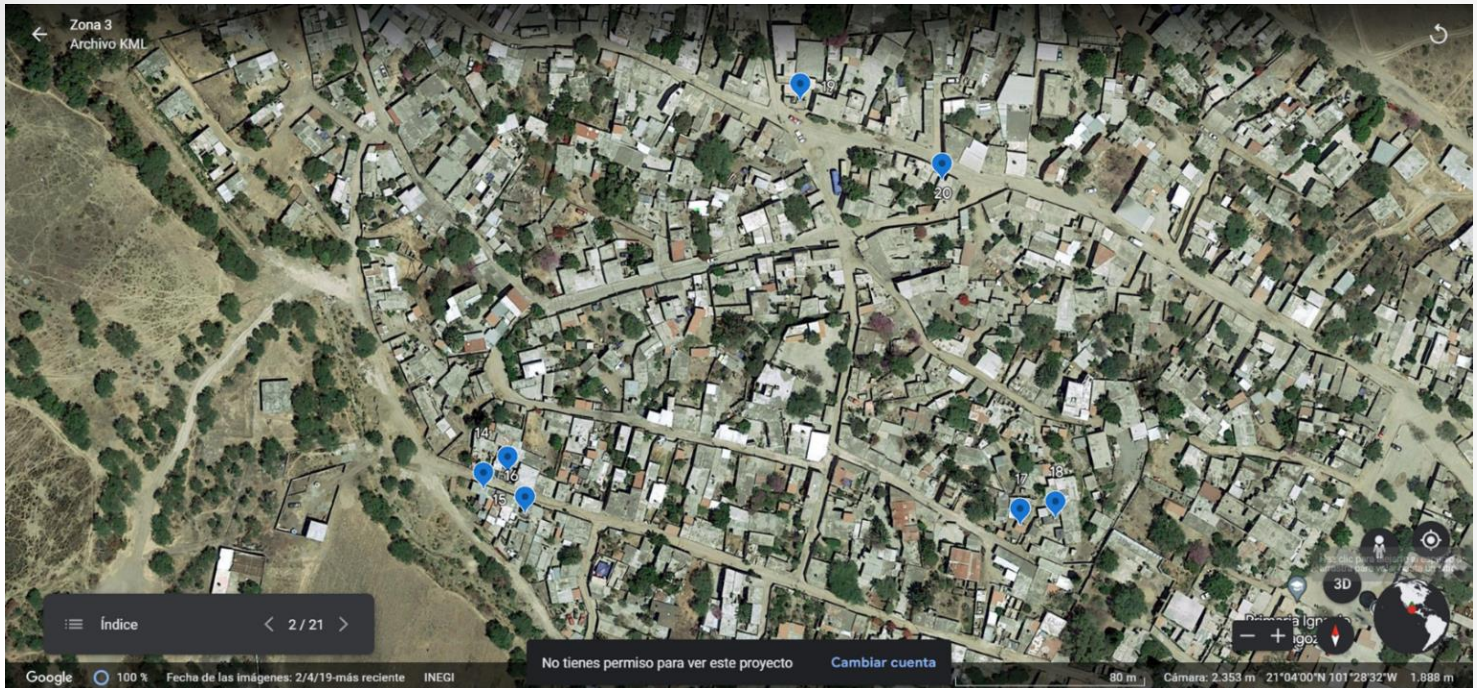 Zona 3
Archivo KML
19
20
14
16
15
17
18
3D
Índice
2 / 21
Primaria Ignacio
No tienes permiso para ver este proyecto
Cambiar cuenta
Google
100 %
Fecha de las imágenes: 2/4/19-más reciente
INEGI
80 m
Cámara: 2.353 m
21°04'00"N 101°28'32"W
1.888 m